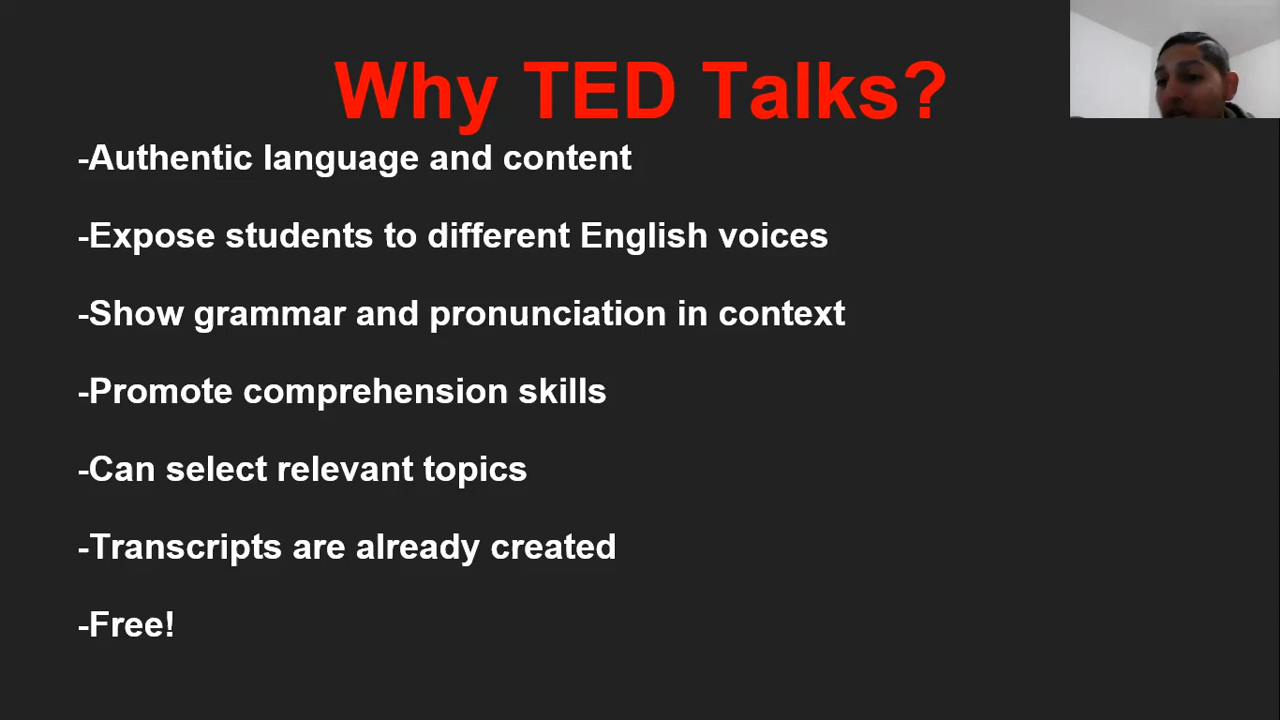 Why TED Talks?
-Authentic language and content
-Expose students to different English voices
-Show grammar and pronunciation in context
-Promote comprehension skills
-Can select relevant topics
-Transcripts are already created
-Free!